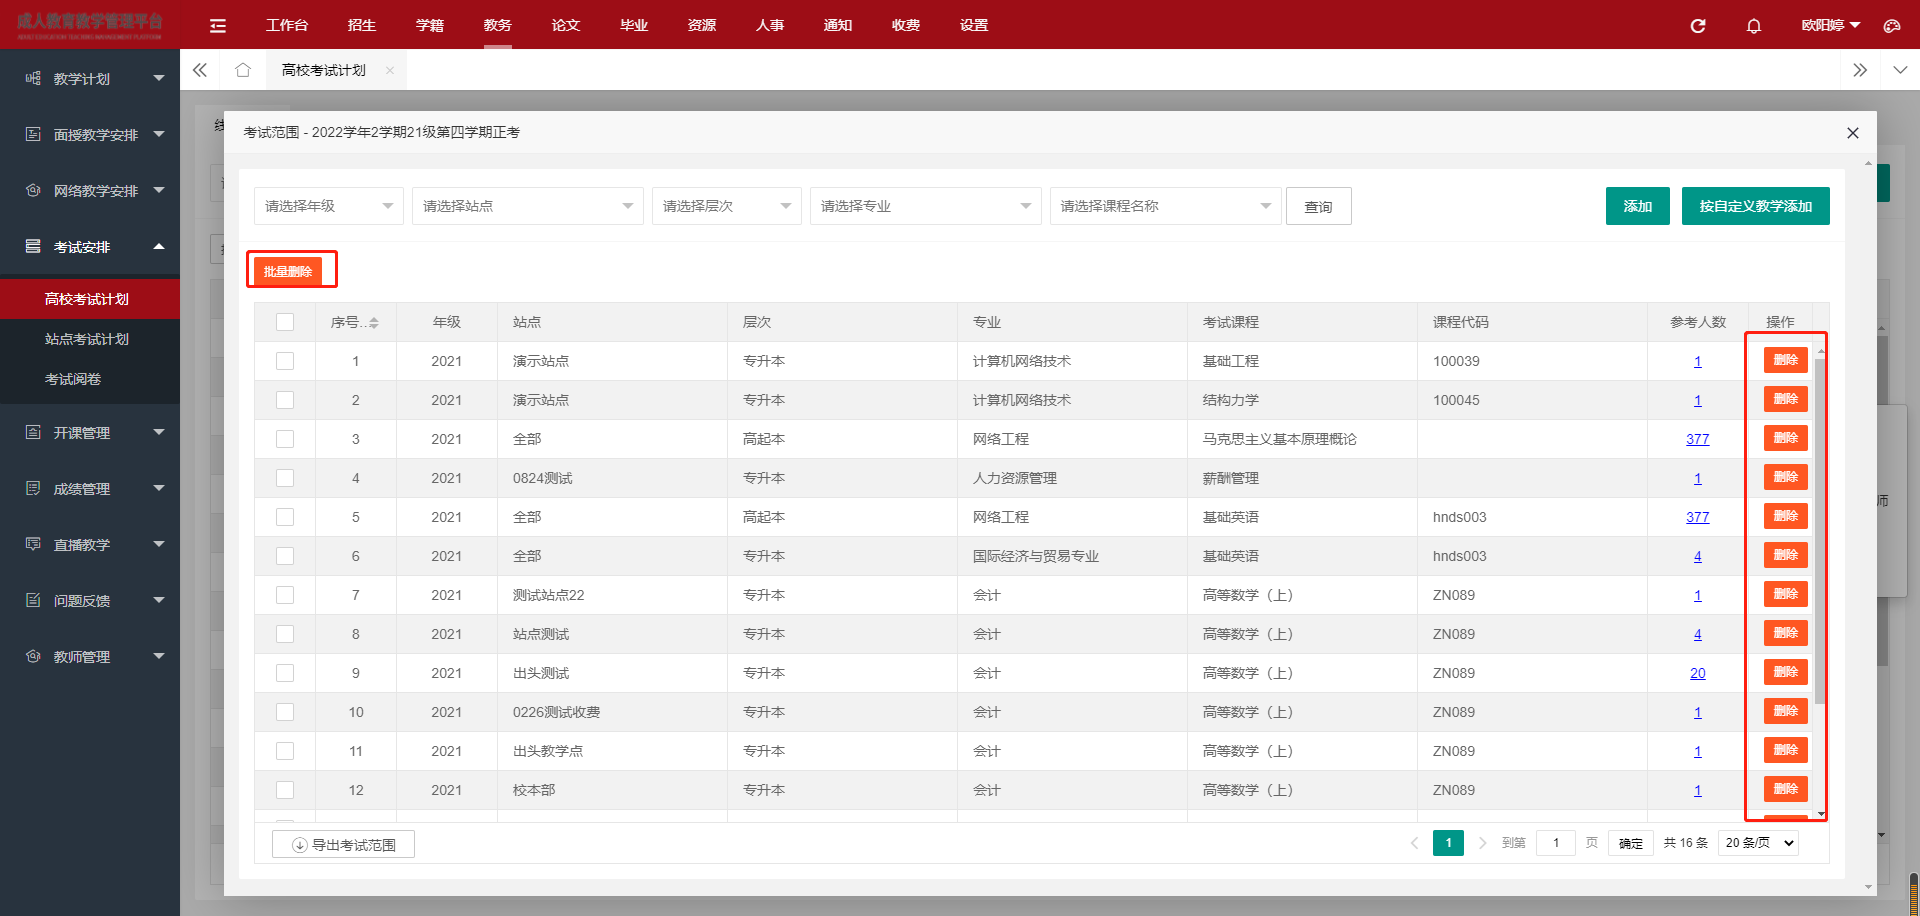 成人教育教学管理平台
工作台 招生 学籍 教务 论文 毕业 资源 人事 通知 收费 设置 欧阳婷
高校考试计划
教学计划
面授教学安排
网络教学安排
考试安排
高校考试计划
站点考试计划
考试阅卷
开课管理
成绩管理
直播教学
问题反馈
教师管理
考试范围 - 2022学年2学期21级第四学期正考
请选择年级 请选择站点 请选择层次 请选择专业 请选择课程名称 查询 添加 按自定义教学添加
批量删除
序号.. 年级 站点 层次 专业 考试课程 课程代码 参考人数 操作
1 2021 演示站点 专升本 计算机网络技术 基础工程 100039 1 删除
2 2021 演示站点 专升本 计算机网络技术 结构力学 100045 1 删除
3 2021 全部 高起本 网络工程 马克思主义基本原理概论 377 删除
4 2021 0824测试 专升本 人力资源管理 薪酬管理 1 删除
5 2021 全部 高起本 网络工程 基础英语 hnds003 377 删除
6 2021 全部 专升本 国际经济与贸易专业 基础英语 hnds003 4 删除
7 2021 测试站点22 专升本 会计 高等数学（上） ZN089 1 删除
8 2021 站点测试 专升本 会计 高等数学（上） ZN089 4 删除
9 2021 出头测试 专升本 会计 高等数学（上） ZN089 20 删除
10 2021 0226测试收费 专升本 会计 高等数学（上） ZN089 1 删除
11 2021 出头教学点 专升本 会计 高等数学（上） ZN089 1 删除
12 2021 校本部 专升本 会计 高等数学（上） ZN089 1 删除
导出考试范围 1 到第 1 页 确定 共 16 条 20 条/页
师